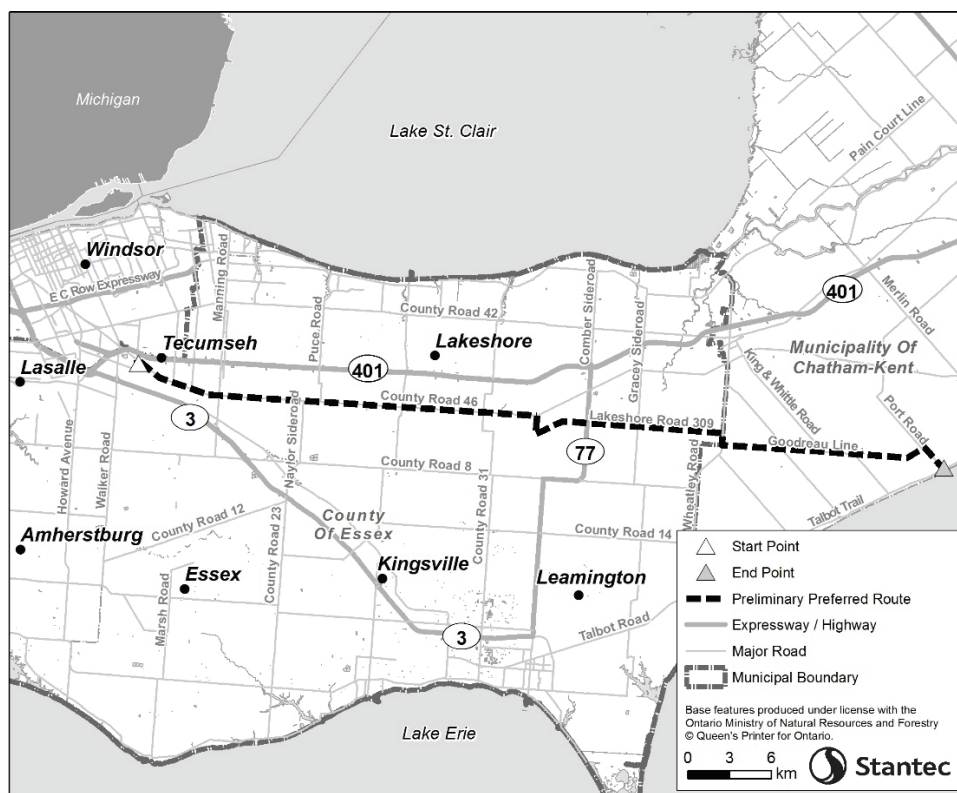 Michigan
Lake St. Clair
Pain Court Line
Windsor
E C Row Expressway
Manning Road
Puce Road
County Road 42
Comber Sideroad
Gracey Sideroad
401
Merlin Road
Tecumseh
Lakeshore
401
Municipality Of
Chatham-Kent
King & Whittle Road
Lasalle
3
County Road 46
Lakeshore Road 309
Goodreau Line
Port Road
77
Howard Avenue
Walker Road
Naylor Sideroad
County Road 8
County Road 31
Wheatley Road
Talbot Trail
County Road 12
County Road 23
County
Of Essex
County Road 14
Amherstburg
Essex
Marsh Road
Kingsville
Leamington
3
Talbot Road
Lake Erie
Start Point
End Point
Preliminary Preferred Route
Expressway / Highway
Major Road
Municipal Boundary
Base features produced under license with the
Ontario Ministry of Natural Resources and Forestry
© Queen's Printer for Ontario.
0 3 6
km
Stantec